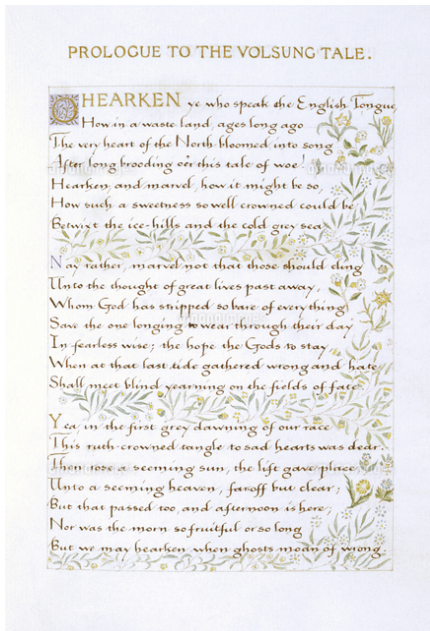 PROLOGUE TO THE VOLSUNG TALE.
O HEARKEN ye who speak the English Tongue,
How in a waste land, ages long ago
The very heart of the North bloomed into song
After long brooding o'er this tale of woe!
Hearken, and marvel, how it might be so,
How such a sweetness so well crowned could be
Betwixt the ice-hills and the cold grey sea
Nay rather, marvel not that those should cling
Unto the thought of great lives past away,
Whom God has stripped so bare of everything
Save the one longing to wear through their day
In fearless wise; the hope the Gods to stay
When at that last tide gathered wrong and hate
Shall meet blind yearning on the fields of fate.
Yea, in the first grey dawning of our race
This ruth-crowned tangle to sad hearts was dear.
Then rose a seeming sun, the lift gave place
Unto a seeming heaven, far off but clear;
But that passed too, and afternoon is here;
Nor was the morn so fruitful or so long
But we may hearken when ghosts moan of wrong